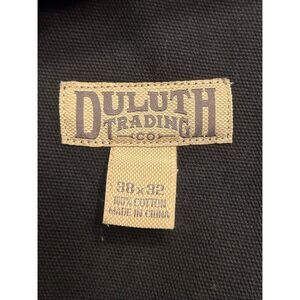 DULUTH
TRADING
CO
38 x 32
100% COTTON
MADE IN CHINA